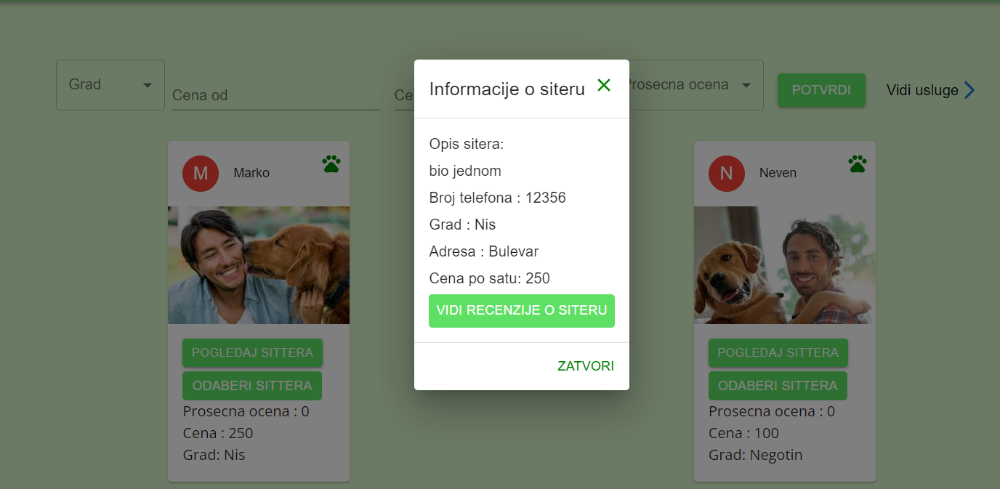 Grad
Cena od
Ce
Prosecna ocena
POTVRDI
Vidi usluge
Informacije o siteru
Opis sitera:
bio jednom
Broj telefona : 12356
Grad : Nis
Adresa : Bulevar
Cena po satu: 250
VIDI RECENZIJE O SITERU
ZATVORI
M Marko
POGLEDAJ SITTERA
ODABERI SITTERA
Prosecna ocena : 0
Cena : 250
Grad: Nis
N Neven
POGLEDAJ SITTERA
ODABERI SITTERA
Prosecna ocena : 0
Cena : 100
Grad: Negotin